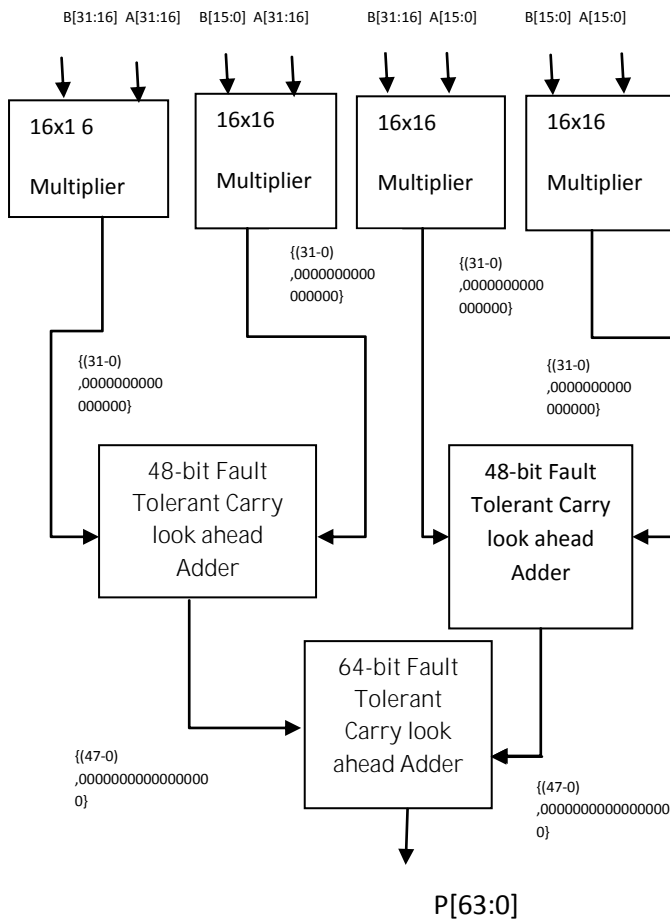 B[31:16] A[31:16] B[15:0] A[31:16] B[31:16] A[15:0] B[15:0] A[15:0]
16x1 6
Multiplier
16x16
Multiplier
16x16
Multiplier
16x16
Multiplier
{(31-0)
,0000000000
000000}
{(31-0)
,0000000000
000000}
{(31-0)
,0000000000
000000}
{(31-0)
,0000000000
000000}
48-bit Fault
Tolerant Carry
look ahead
Adder
48-bit Fault
Tolerant Carry
look ahead
Adder
64-bit Fault
Tolerant
Carry look
ahead Adder
{(47-0)
,000000000000000
0}
{(47-0)
,000000000000000
0}
P[63:0]